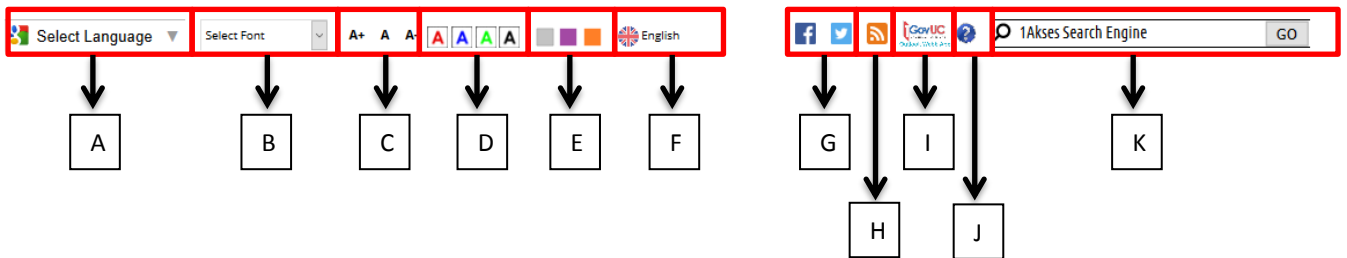 Select Language ▼ Select Font A+ A A- A A A A English GovUC 1Akses Search Engine GO
A B C D E F G I K
H J